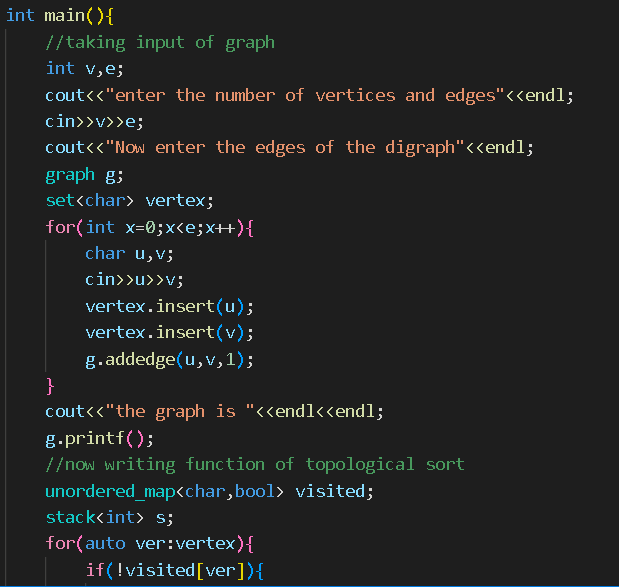 int main(){
//taking input of graph
int v,e;
cout<<"enter the number of vertices and edges"<<endl;
cin>>v>>e;
cout<<"Now enter the edges of the digraph"<<endl;
graph g;
set<char> vertex;
for(int x=0;x<e;x++){
char u,v;
cin>>u>>v;
vertex.insert(u);
vertex.insert(v);
g.addedge(u,v,1);
}
cout<<"the graph is "<<endl<<endl;
g.printf();
//now writing function of topological sort
unordered_map<char,bool> visited;
stack<int> s;
for(auto ver:vertex){
if(!visited[ver]){